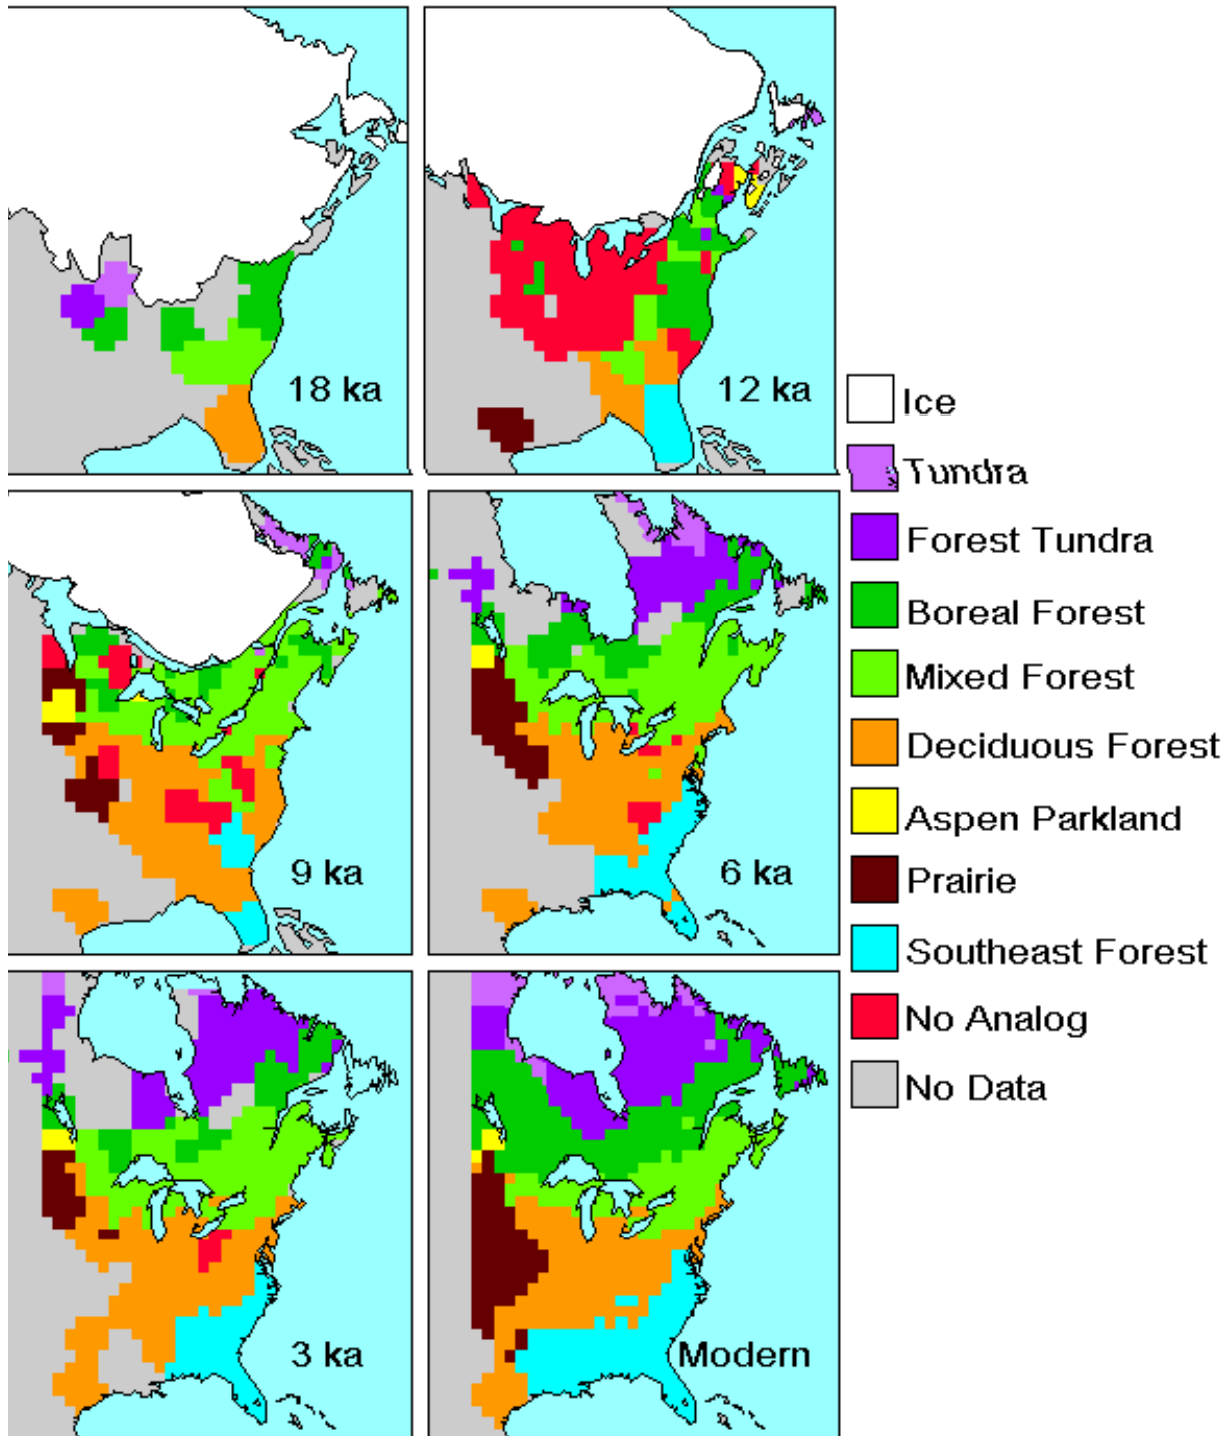 18 ka
12 ka
Ice
Tundra
Forest Tundra
Boreal Forest
Mixed Forest
Deciduous Forest
Aspen Parkland
Prairie
Southeast Forest
No Analog
No Data
9 ka
6 ka
3 ka
Modern